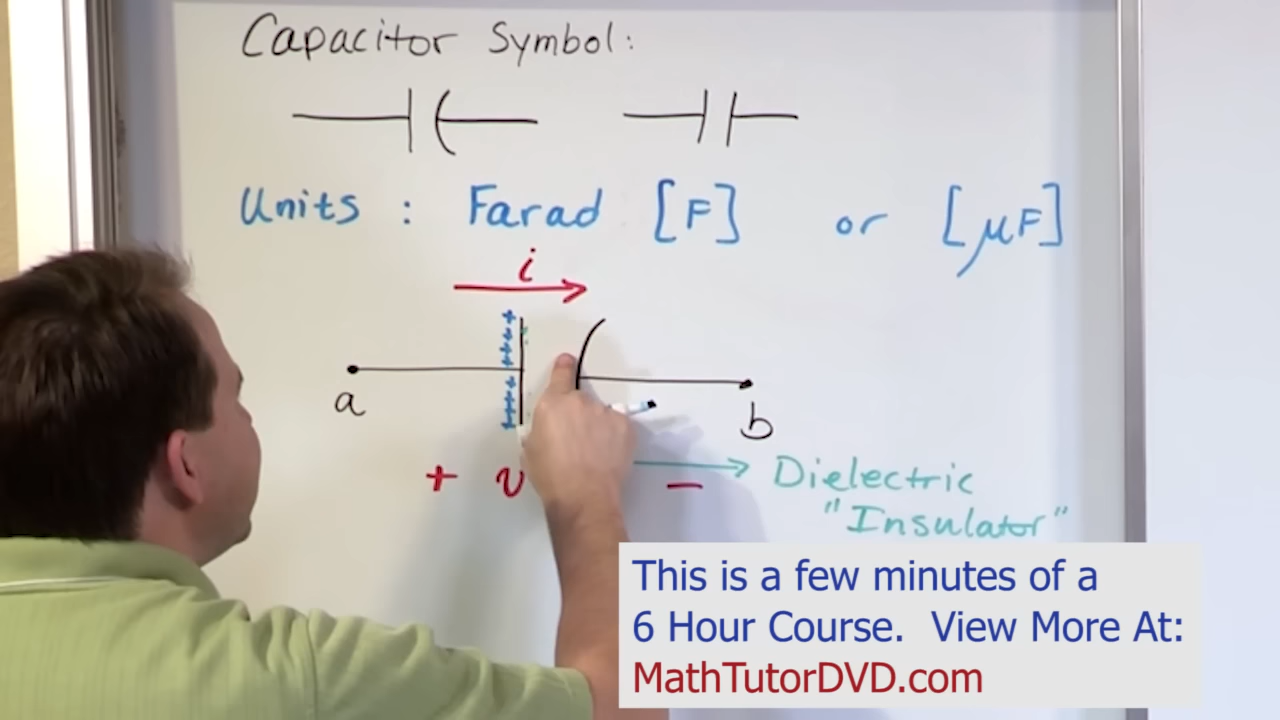 Capacitor Symbol:
Units : Farad [F] or [μF]
i
++++++++
a
b
+ v −
Dielectric
"Insulator"
This is a few minutes of a
6 Hour Course. View More At:
MathTutorDVD.com